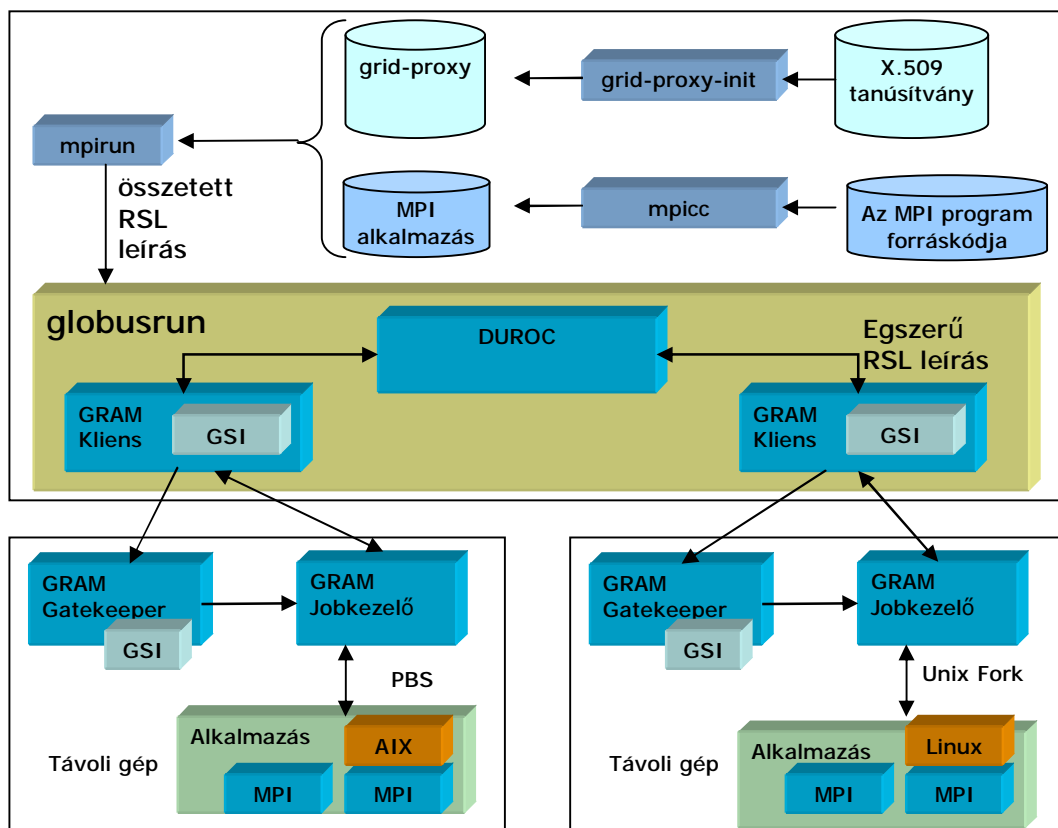 grid-proxy
grid-proxy-init
X.509
tanúsítvány
mpirun
összetett
RSL
leírás
MPI
alkalmazás
mpicc
Az MPI program
forráskódja
globusrun
DUROC
Egszerű
RSL leírás
GRAM
Kliens
GSI
GRAM
Kliens
GSI
GRAM
Gatekeeper
GSI
GRAM
Jobkezelő
PBS
Alkalmazás
AIX
Távoli gép
MPI
MPI
GRAM
Gatekeeper
GSI
GRAM
Jobkezelő
Unix Fork
Alkalmazás
Linux
Távoli gép
MPI
MPI